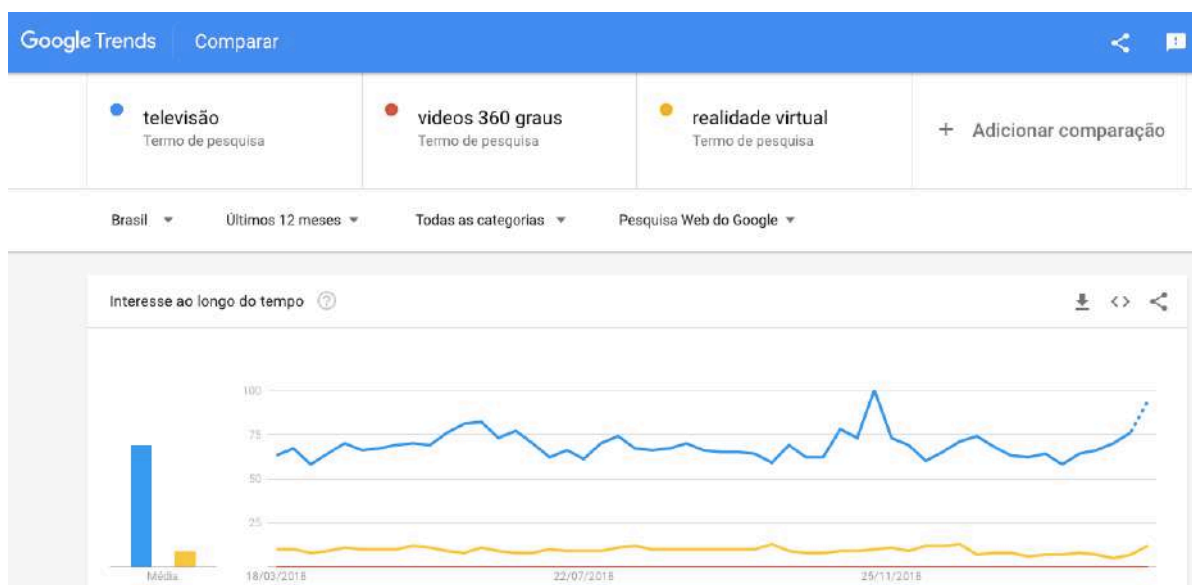 Google Trends Comparar
televisão
Termo de pesquisa
videos 360 graus
Termo de pesquisa
realidade virtual
Termo de pesquisa
+ Adicionar comparação
Brasil Últimos 12 meses Todas as categorias Pesquisa Web do Google
Interesse ao longo do tempo ?
100
75
50
25
Média 18/03/2018 22/07/2018 25/11/2018